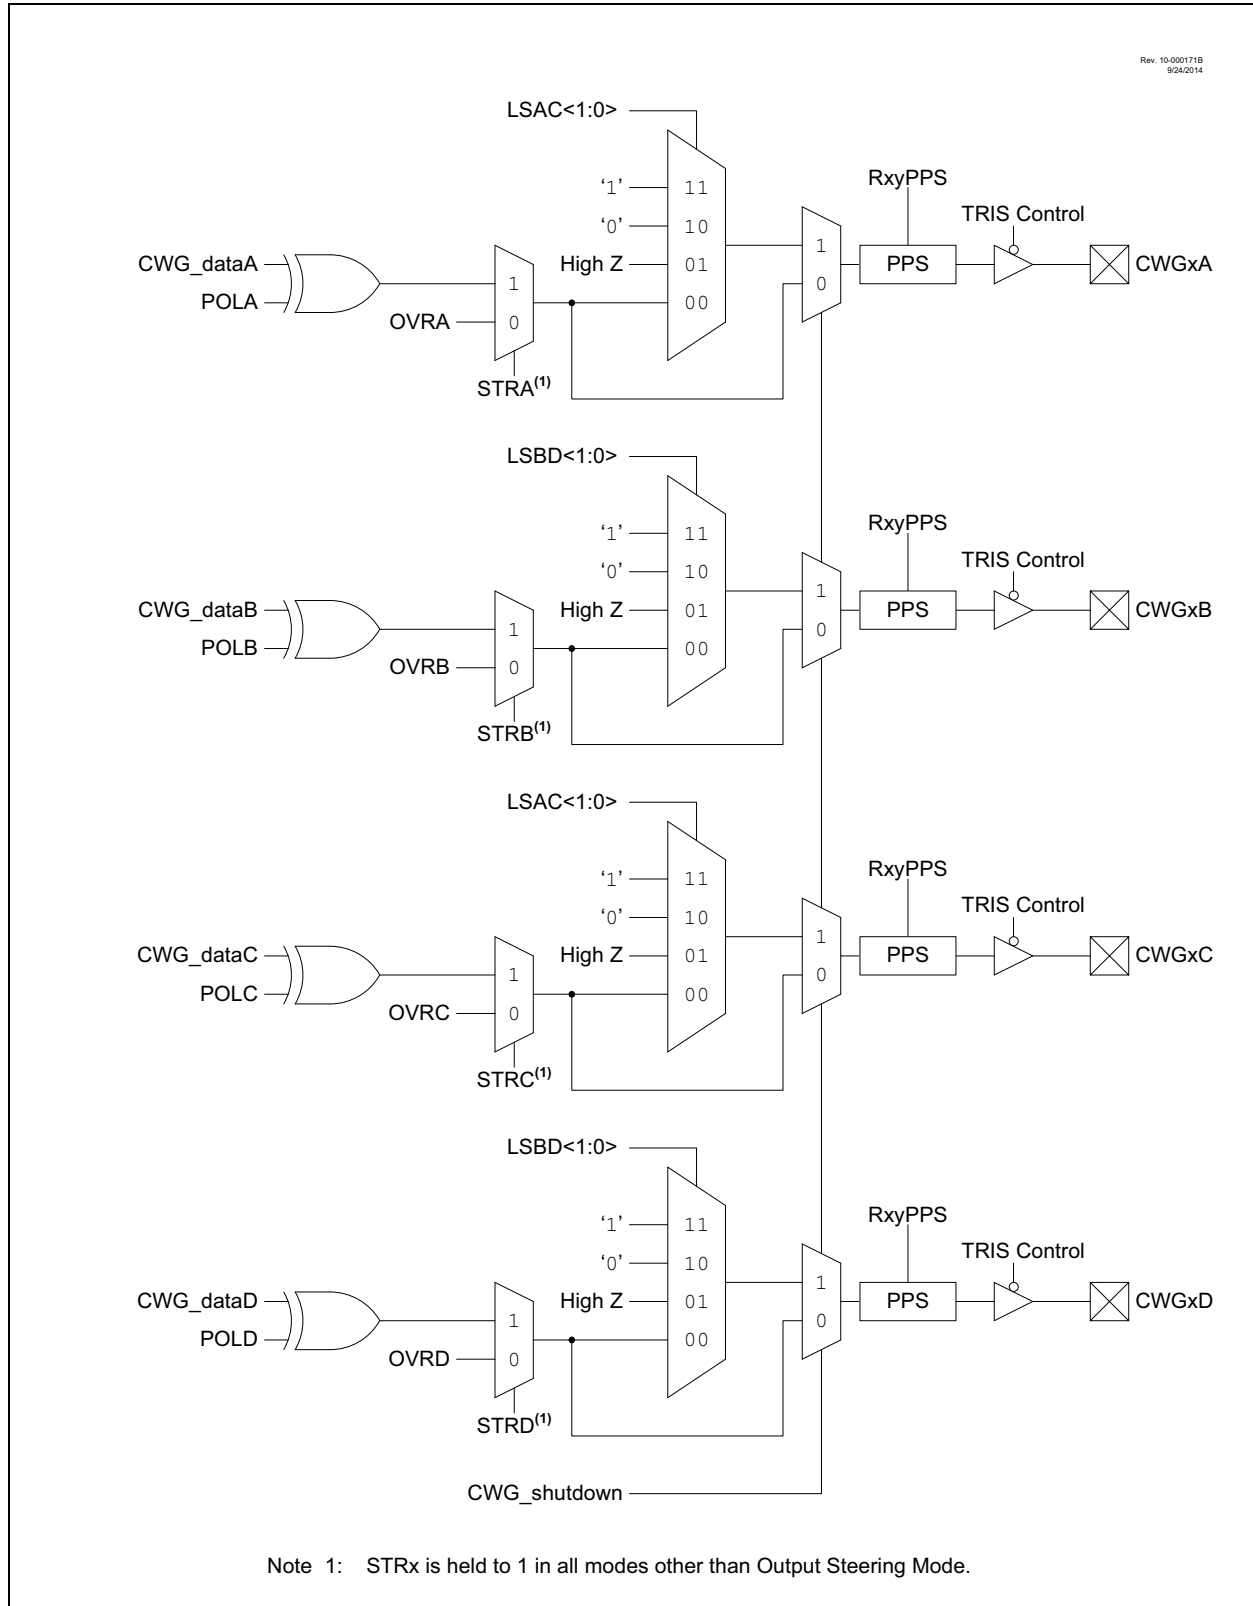 Rev. 10-000171B
9/24/2014
LSAC<1:0>
‘1’ 11
‘0’ 10
High Z 01
00
CWG_dataA
POLA
OVRA
1
0
STRA(1)
1
0
RxyPPS
PPS
TRIS Control
CWGxA
LSBD<1:0>
‘1’ 11
‘0’ 10
High Z 01
00
CWG_dataB
POLB
OVRB
1
0
STRB(1)
1
0
RxyPPS
PPS
TRIS Control
CWGxB
LSAC<1:0>
‘1’ 11
‘0’ 10
High Z 01
00
CWG_dataC
POLC
OVRC
1
0
STRC(1)
1
0
RxyPPS
PPS
TRIS Control
CWGxC
LSBD<1:0>
‘1’ 11
‘0’ 10
High Z 01
00
CWG_dataD
POLD
OVRD
1
0
STRD(1)
1
0
RxyPPS
PPS
TRIS Control
CWGxD
CWG_shutdown
Note 1: STRx is held to 1 in all modes other than Output Steering Mode.